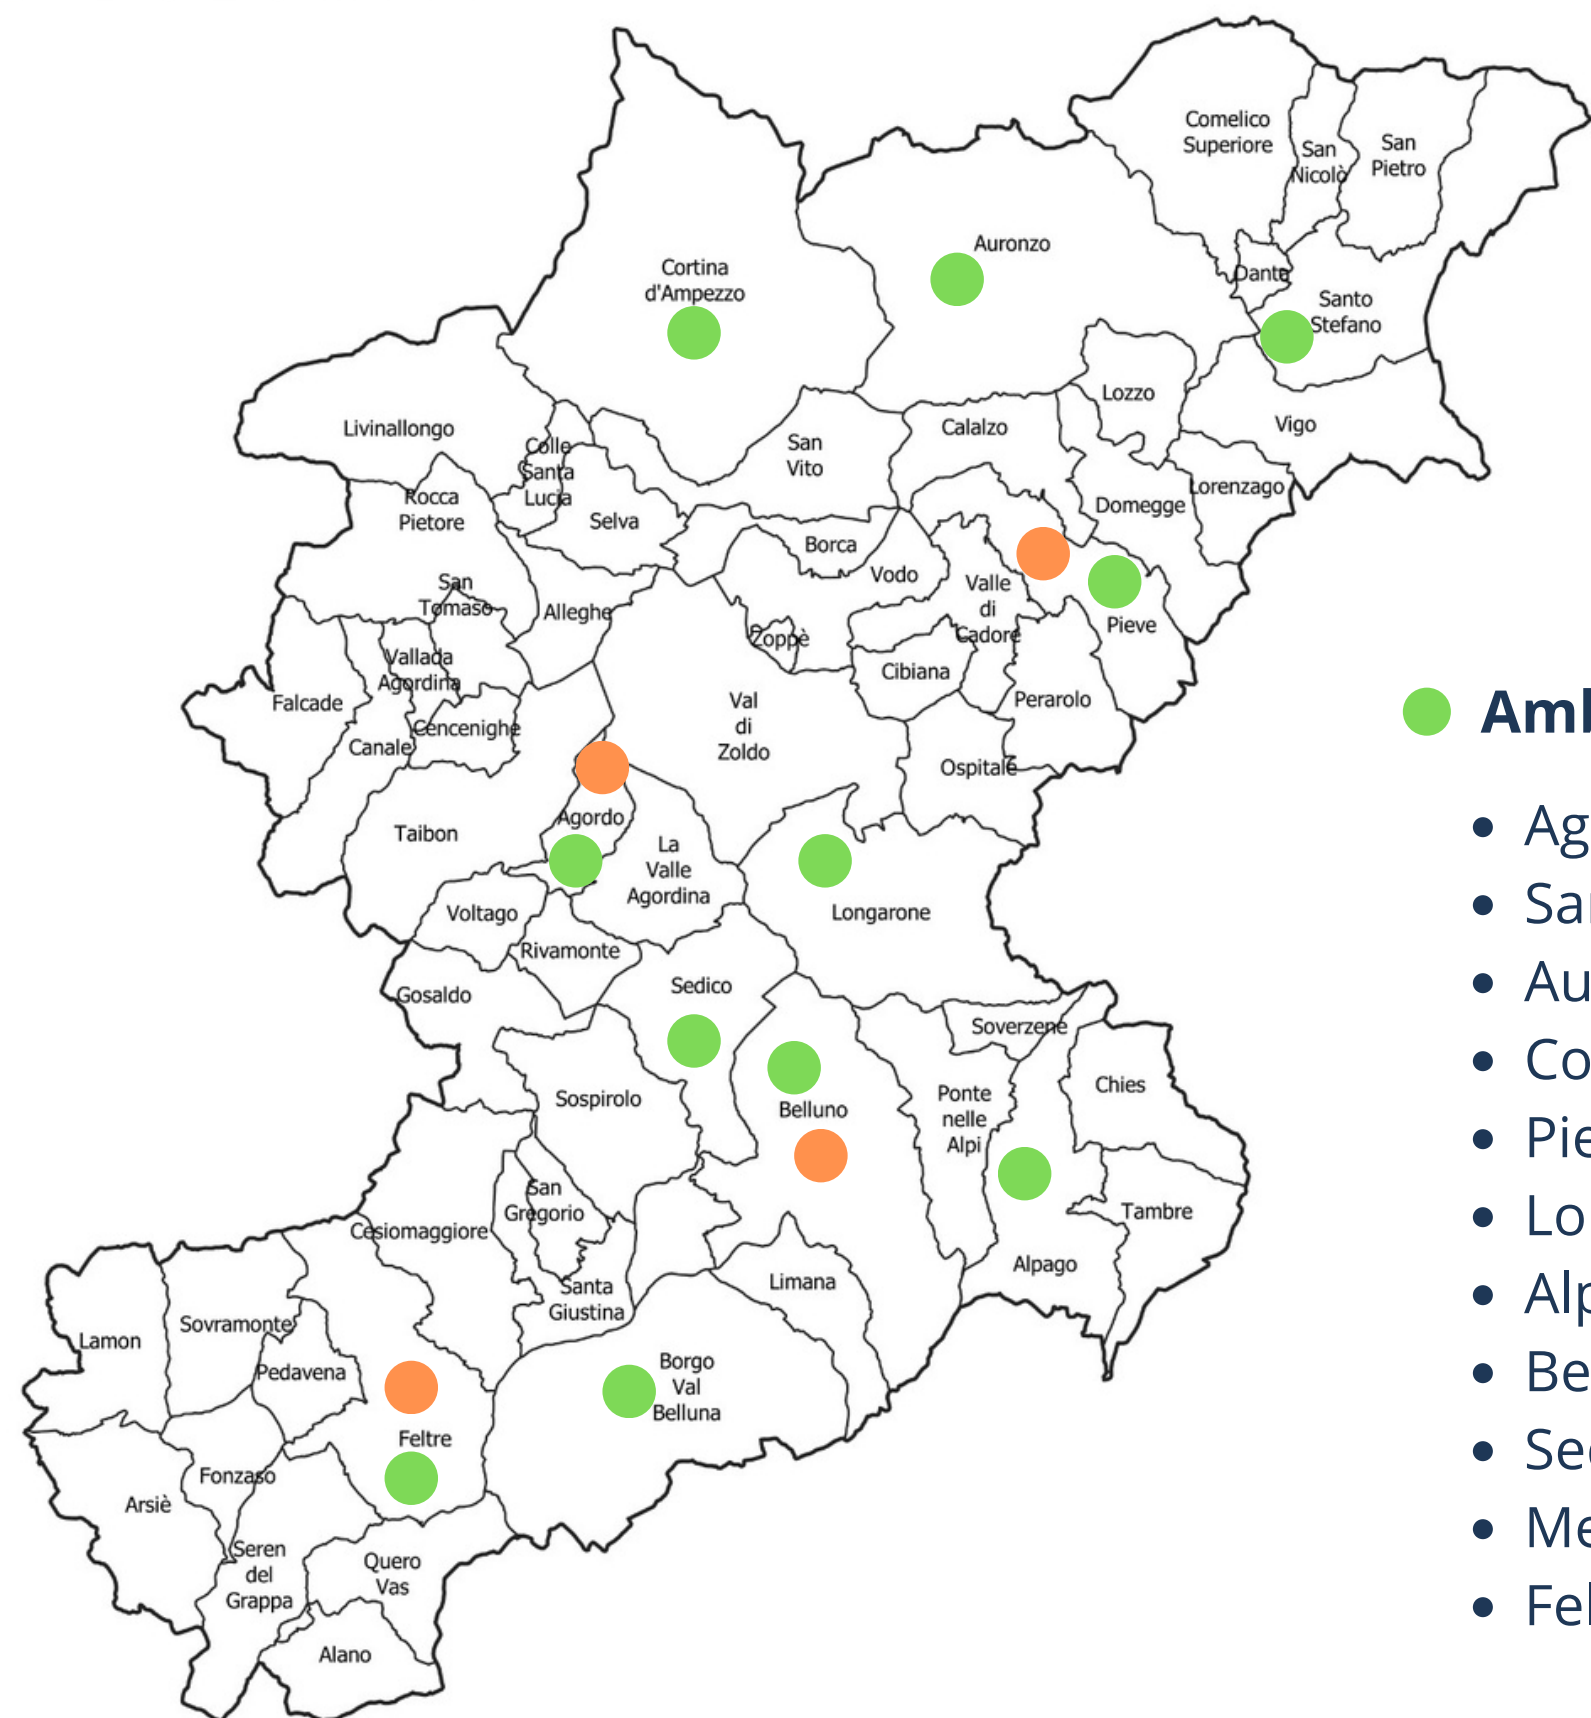 Comelico
Superiore
San
Nicolò
San
Pietro
Auronzo
Cortina
d'Ampezzo
Dante
Santo
Stefano
Lozzo
Livinallongo
Calalzo
Vigo
Colle
Santa
Lucia
San
Vito
Rocca
Pietore
Selva
Domegge
Lorenzago
Borca
Vodo
San
Tomaso
Alleghe
Valle
di
Cadore
Pieve
Zoppè
Vallada
Agordina
Cibiana
Falcade
Perarolo
Cencenighe
Canale
Val
di
Zoldo
Ospitale
Agordo
Taibon
La
Valle
Agordina
Voltago
Longarone
Rivamonte
Gosaldo
Sedico
Soverzene
Sospirolo
Belluno
Ponte
nelle
Alpi
Chies
San
Gregorio
Cesiomaggiore
Tambre
Alpago
Santa
Giustina
Limana
Lamon
Sovramonte
Pedavena
Borgo
Val
Belluna
Feltre
Fonzaso
Arsiè
Seren
del
Grappa
Quero
Vas
Alano